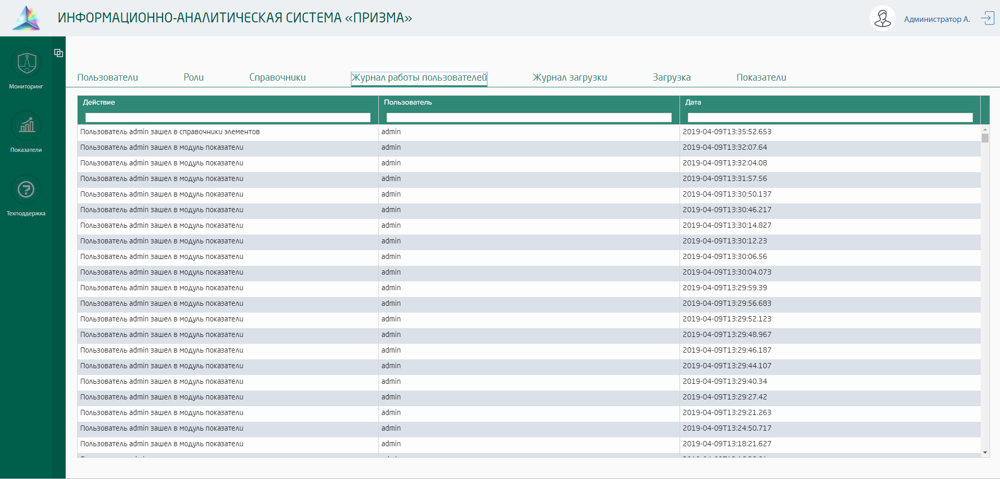 ИНФОРМАЦИОННО-АНАЛИТИЧЕСКАЯ СИСТЕМА «ПРИЗМА»
Администратор А.
Мониторинг
Показатели
Техподдержка
Пользователи Роли Справочники Журнал работы пользователей Журнал загрузки Загрузка Показатели
Действие Пользователь Дата
Пользователь admin зашел в справочники элементов admin 2019-04-09T13:35:52.653
Пользователь admin зашел в модуль показатели admin 2019-04-09T13:32:07.64
Пользователь admin зашел в модуль показатели admin 2019-04-09T13:32:04.08
Пользователь admin зашел в модуль показатели admin 2019-04-09T13:31:57.56
Пользователь admin зашел в модуль показатели admin 2019-04-09T13:30:50.137
Пользователь admin зашел в модуль показатели admin 2019-04-09T13:30:46.217
Пользователь admin зашел в модуль показатели admin 2019-04-09T13:30:14.827
Пользователь admin зашел в модуль показатели admin 2019-04-09T13:30:12.23
Пользователь admin зашел в модуль показатели admin 2019-04-09T13:30:06.56
Пользователь admin зашел в модуль показатели admin 2019-04-09T13:30:04.073
Пользователь admin зашел в модуль показатели admin 2019-04-09T13:29:59.39
Пользователь admin зашел в модуль показатели admin 2019-04-09T13:29:56.683
Пользователь admin зашел в модуль показатели admin 2019-04-09T13:29:52.123
Пользователь admin зашел в модуль показатели admin 2019-04-09T13:29:48.967
Пользователь admin зашел в модуль показатели admin 2019-04-09T13:29:46.187
Пользователь admin зашел в модуль показатели admin 2019-04-09T13:29:44.107
Пользователь admin зашел в модуль показатели admin 2019-04-09T13:29:40.34
Пользователь admin зашел в модуль показатели admin 2019-04-09T13:29:27.42
Пользователь admin зашел в модуль показатели admin 2019-04-09T13:29:21.263
Пользователь admin зашел в модуль показатели admin 2019-04-09T13:24:50.717
Пользователь admin зашел в модуль показатели admin 2019-04-09T13:18:21.627